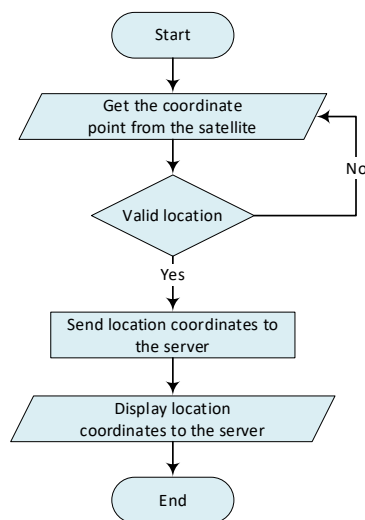 Start
Get the coordinate
point from the satellite
No
Valid location
Yes
Send location coordinates to
the server
Display location
coordinates to the server
End